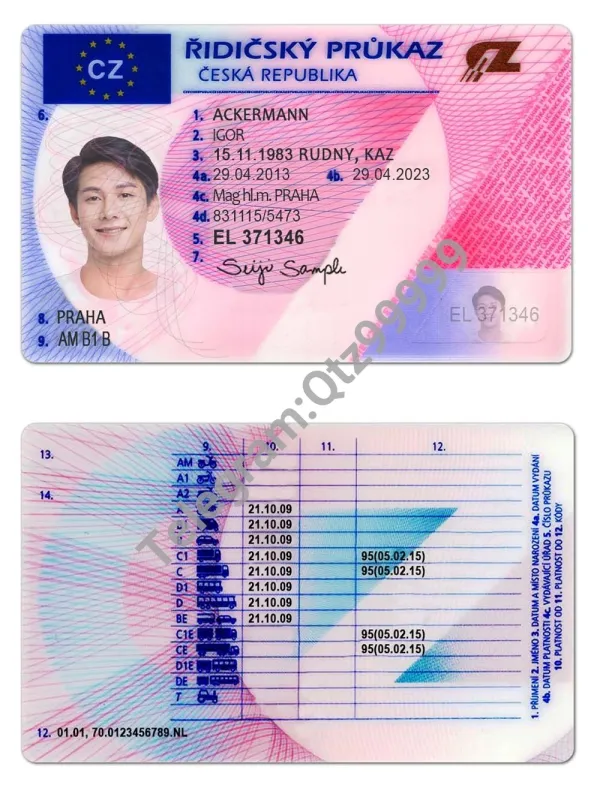 CZ
ŘIDIČSKÝ PRŮKAZ
ČESKÁ REPUBLIKA
CZ
6.
1. ACKERMANN
2. IGOR
3. 15.11.1983 RUDNY, KAZ
4a. 29.04.2013 4b. 29.04.2023
4c. Mag hl.m. PRAHA
4d. 831115/5473
5. EL 371346
7. Seiji Sample
8. PRAHA
9. AM B1 B
EL 371346
Telegram:Qtz99999
9. 10. 11. 12.
13.
AM
A1
14.
A2
A 21.10.09
21.10.09
21.10.09
C1 21.10.09 95(05.02.15)
C 21.10.09 95(05.02.15)
D1 21.10.09
D 21.10.09
BE 21.10.09
C1E 95(05.02.15)
CE 95(05.02.15)
D1E
DE
T
12. 01.01, 70.0123456789.NL
1. PŘÍJMENÍ 2. JMÉNO 3. DATUM A MÍSTO NAROZENÍ 4a. DATUM VYDÁNÍ
4b. DATUM PLATNOSTI 4c. VYDÁVAJÍCÍ ÚŘAD 5. ČÍSLO PRŮKAZU
10. PLATNOST OD 11. PLATNOST DO 12. KÓDY